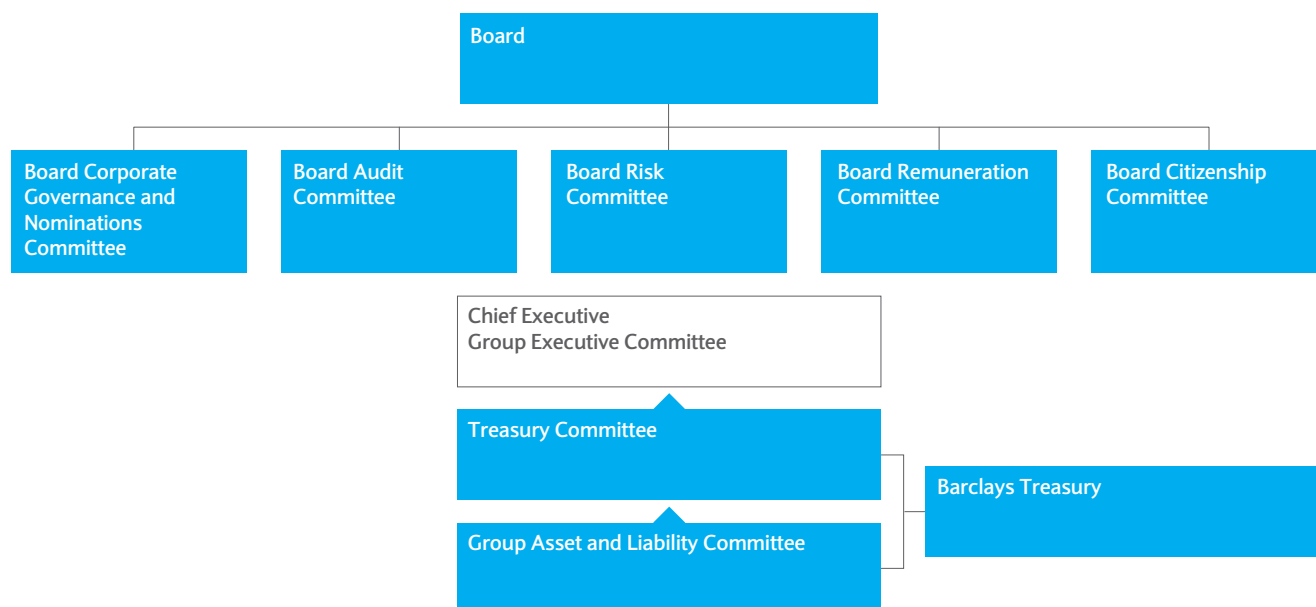 Board
Board Corporate
Governance and
Nominations
Committee
Board Audit
Committee
Board Risk
Committee
Board Remuneration
Committee
Board Citizenship
Committee
Chief Executive
Group Executive Committee
Treasury Committee
Barclays Treasury
Group Asset and Liability Committee